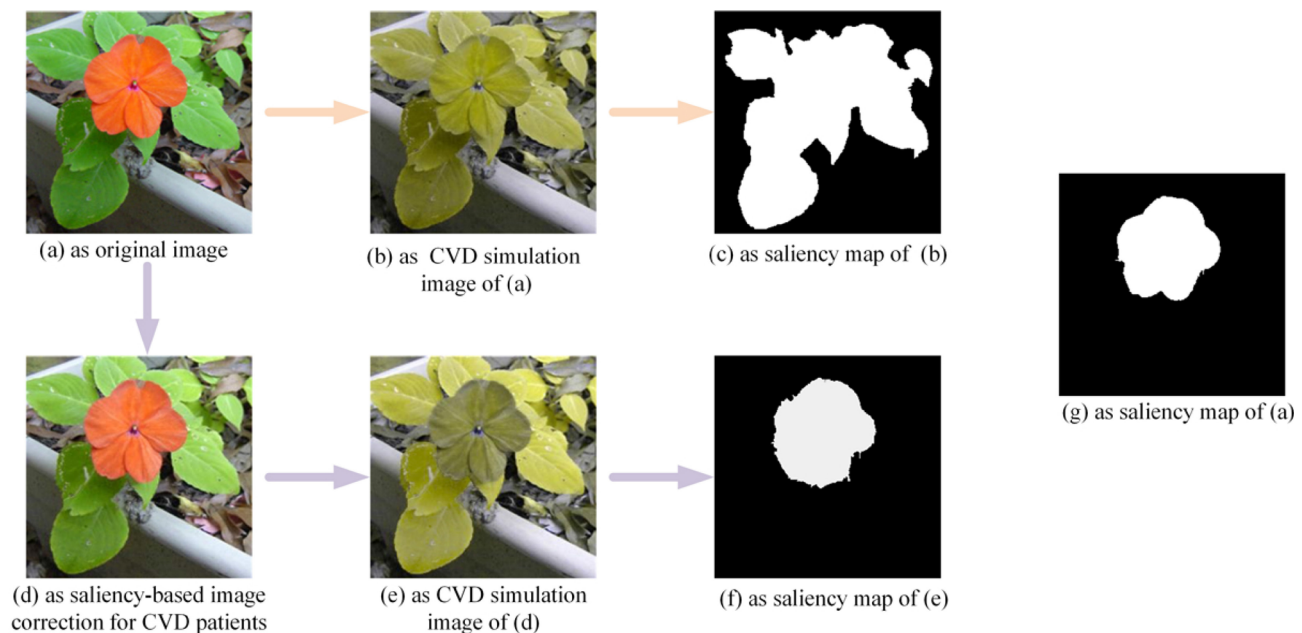 (a) as original image
(b) as CVD simulation
image of (a)
(c) as saliency map of (b)
(g) as saliency map of (a)
(d) as saliency-based image
correction for CVD patients
(e) as CVD simulation
image of (d)
(f) as saliency map of (e)